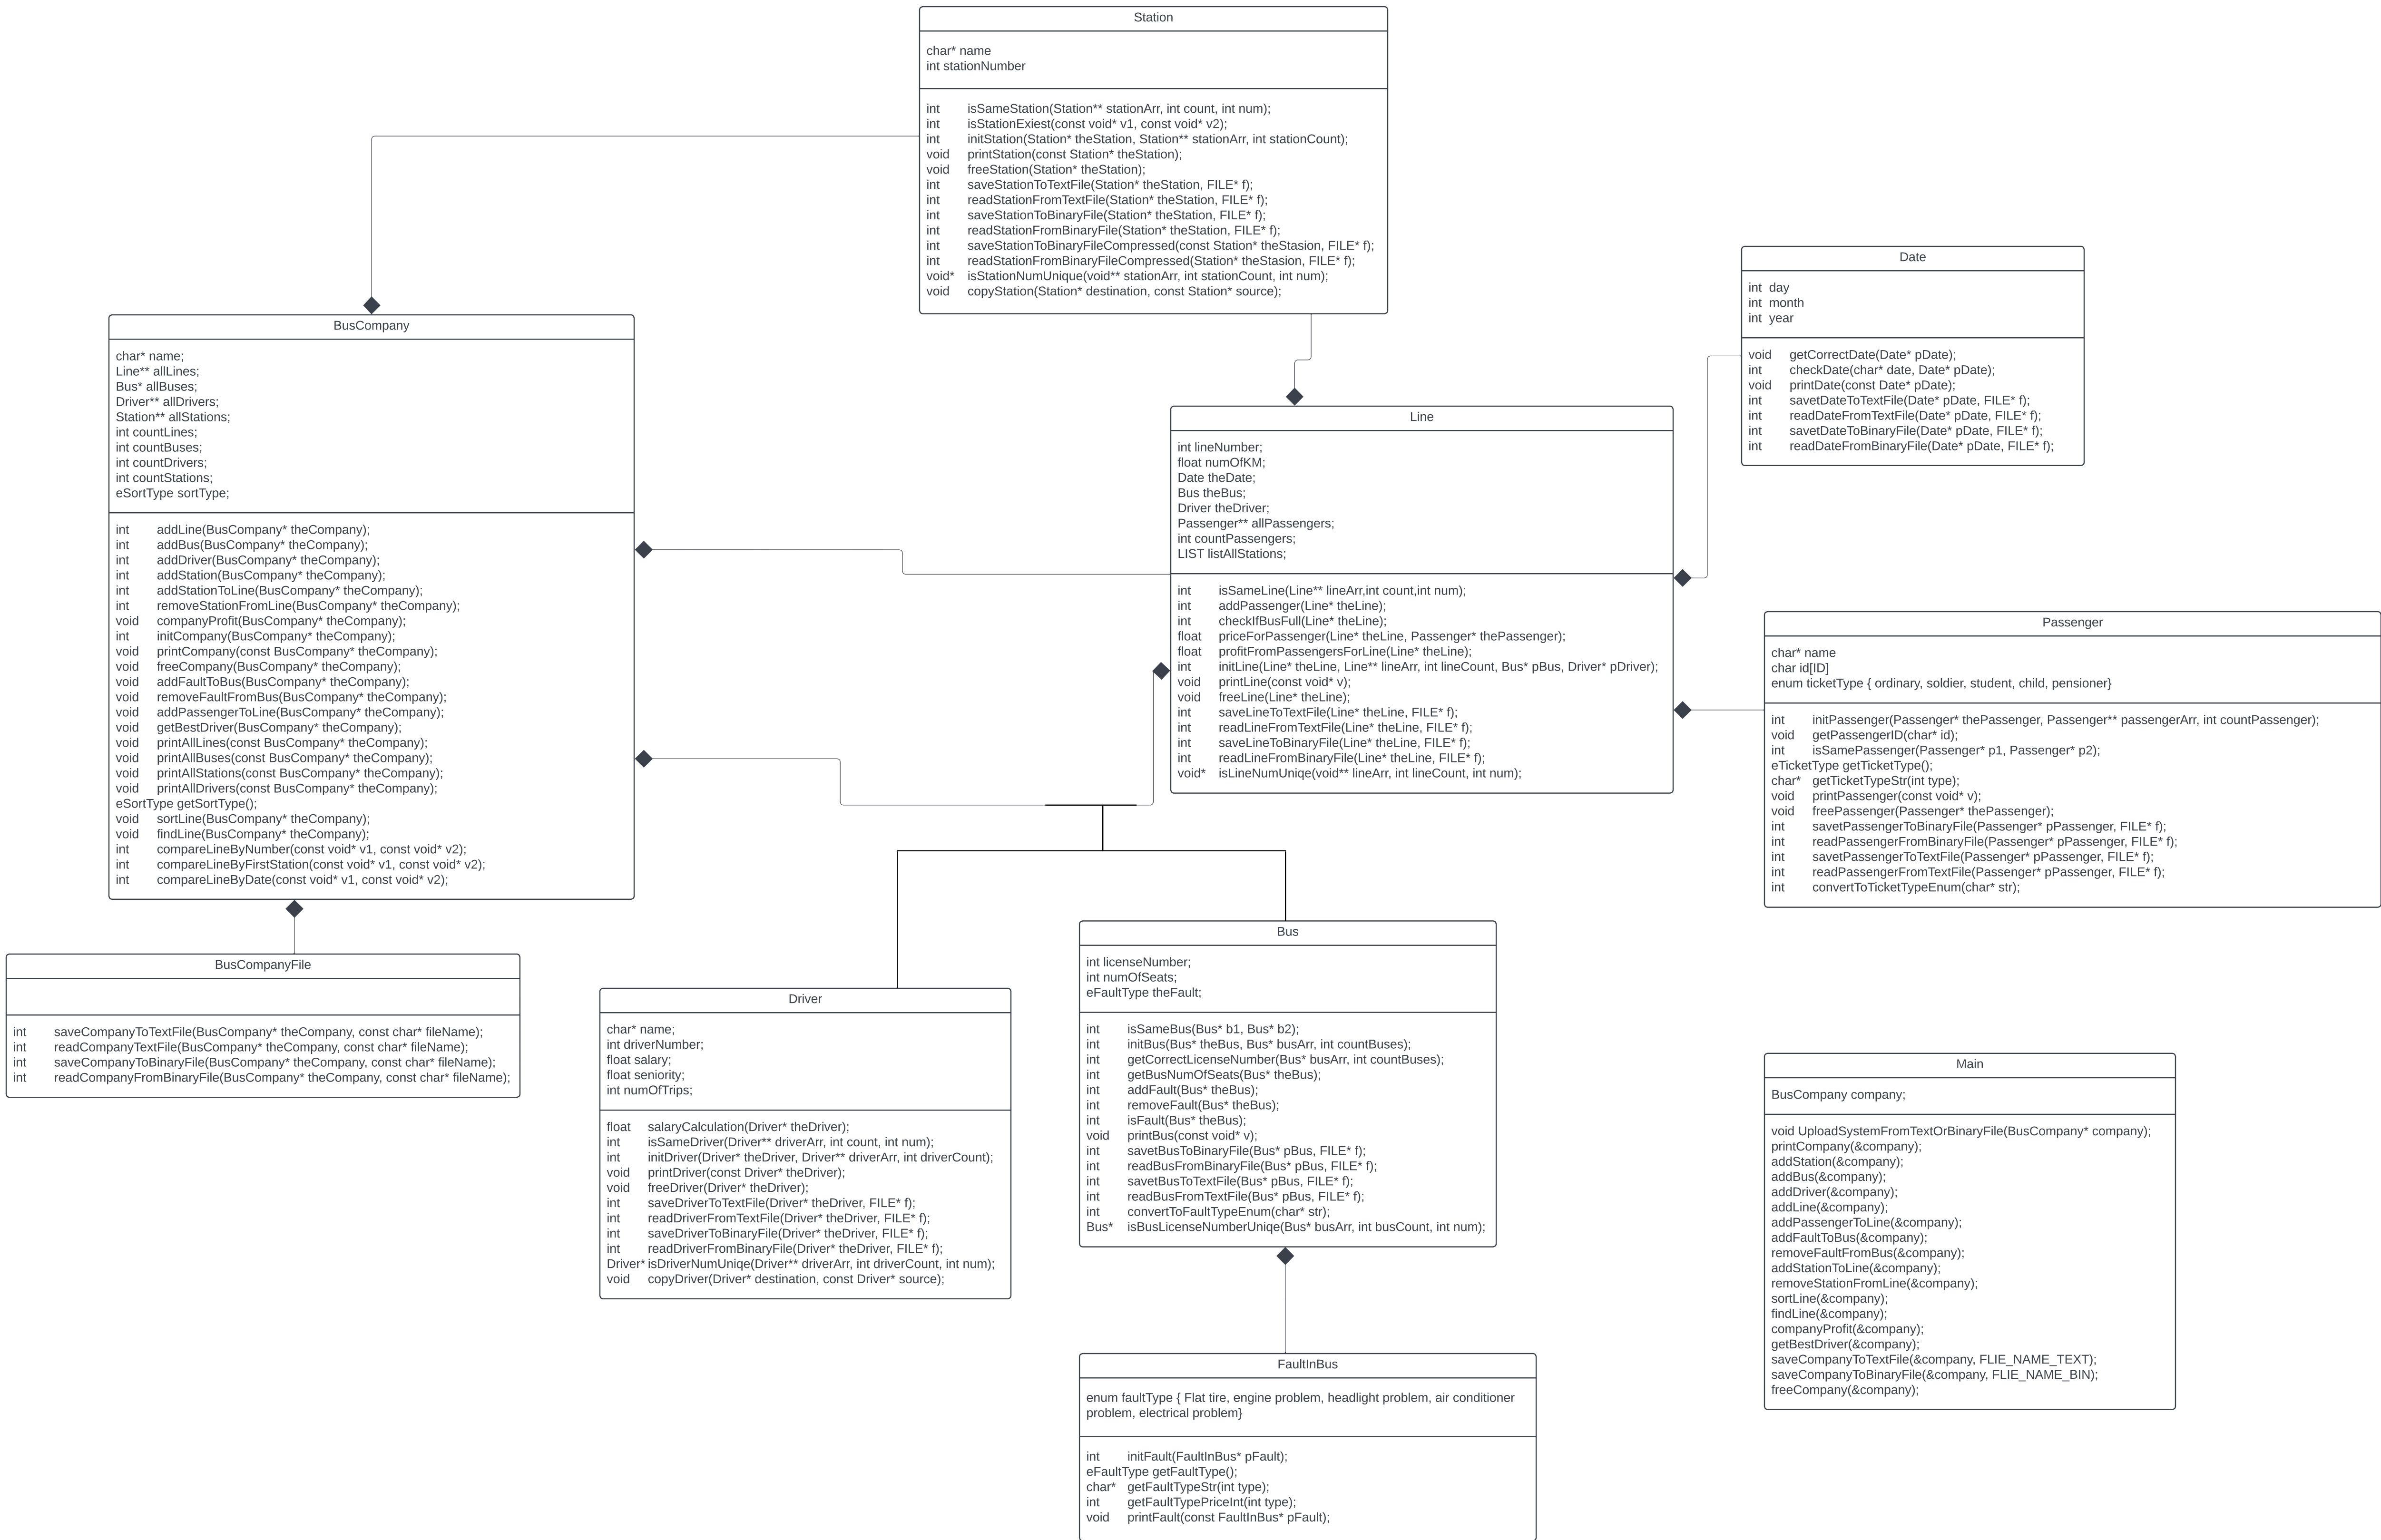 Station
char* name
int stationNumber
int isSameStation(Station** stationArr, int count, int num);
int isStationExiest(const void* v1, const void* v2);
int initStation(Station* theStation, Station** stationArr, int stationCount);
void printStation(const Station* theStation);
void freeStation(Station* theStation);
int saveStationToTextFile(Station* theStation, FILE* f);
int readStationFromTextFile(Station* theStation, FILE* f);
int saveStationToBinaryFile(Station* theStation, FILE* f);
int readStationFromBinaryFile(Station* theStation, FILE* f);
int saveStationToBinaryFileCompressed(const Station* theStasion, FILE* f);
int readStationFromBinaryFileCompressed(Station* theStasion, FILE* f);
void* isStationNumUnique(void** stationArr, int stationCount, int num);
void copyStation(Station* destination, const Station* source);
Date
int day
int month
int year
void getCorrectDate(Date* pDate);
int checkDate(char* date, Date* pDate);
void printDate(const Date* pDate);
int savetDateToTextFile(Date* pDate, FILE* f);
int readDateFromTextFile(Date* pDate, FILE* f);
int savetDateToBinaryFile(Date* pDate, FILE* f);
int readDateFromBinaryFile(Date* pDate, FILE* f);
BusCompany
char* name;
Line** allLines;
Bus* allBuses;
Driver** allDrivers;
Station** allStations;
int countLines;
int countBuses;
int countDrivers;
int countStations;
eSortType sortType;
int addLine(BusCompany* theCompany);
int addBus(BusCompany* theCompany);
int addDriver(BusCompany* theCompany);
int addStation(BusCompany* theCompany);
int addStationToLine(BusCompany* theCompany);
int removeStationFromLine(BusCompany* theCompany);
void companyProfit(BusCompany* theCompany);
int initCompany(BusCompany* theCompany);
void printCompany(const BusCompany* theCompany);
void freeCompany(BusCompany* theCompany);
void addFaultToBus(BusCompany* theCompany);
void removeFaultFromBus(BusCompany* theCompany);
void addPassengerToLine(BusCompany* theCompany);
void getBestDriver(BusCompany* theCompany);
void printAllLines(const BusCompany* theCompany);
void printAllBuses(const BusCompany* theCompany);
void printAllStations(const BusCompany* theCompany);
void printAllDrivers(const BusCompany* theCompany);
eSortType getSortType();
void sortLine(BusCompany* theCompany);
void findLine(BusCompany* theCompany);
int compareLineByNumber(const void* v1, const void* v2);
int compareLineByFirstStation(const void* v1, const void* v2);
int compareLineByDate(const void* v1, const void* v2);
Line
int lineNumber;
float numOfKM;
Date theDate;
Bus theBus;
Driver theDriver;
Passenger** allPassengers;
int countPassengers;
LIST listAllStations;
int isSameLine(Line** lineArr,int count,int num);
int addPassenger(Line* theLine);
int checkIfBusFull(Line* theLine);
float priceForPassenger(Line* theLine, Passenger* thePassenger);
float profitFromPassengersForLine(Line* theLine);
int initLine(Line* theLine, Line** lineArr, int lineCount, Bus* pBus, Driver* pDriver);
void printLine(const void* v);
void freeLine(Line* theLine);
int saveLineToTextFile(Line* theLine, FILE* f);
int readLineFromTextFile(Line* theLine, FILE* f);
int saveLineToBinaryFile(Line* theLine, FILE* f);
int readLineFromBinaryFile(Line* theLine, FILE* f);
void* isLineNumUniqe(void** lineArr, int lineCount, int num);
Passenger
char* name
char id[ID]
enum ticketType { ordinary, soldier, student, child, pensioner}
int initPassenger(Passenger* thePassenger, Passenger** passengerArr, int countPassenger);
void getPassengerID(char* id);
int isSamePassenger(Passenger* p1, Passenger* p2);
eTicketType getTicketType();
char* getTicketTypeStr(int type);
void printPassenger(const void* v);
void freePassenger(Passenger* thePassenger);
int savetPassengerToBinaryFile(Passenger* pPassenger, FILE* f);
int readPassengerFromBinaryFile(Passenger* pPassenger, FILE* f);
int savetPassengerToTextFile(Passenger* pPassenger, FILE* f);
int readPassengerFromTextFile(Passenger* pPassenger, FILE* f);
int convertToTicketTypeEnum(char* str);
BusCompanyFile
int saveCompanyToTextFile(BusCompany* theCompany, const char* fileName);
int readCompanyTextFile(BusCompany* theCompany, const char* fileName);
int saveCompanyToBinaryFile(BusCompany* theCompany, const char* fileName);
int readCompanyFromBinaryFile(BusCompany* theCompany, const char* fileName);
Driver
char* name;
int driverNumber;
float salary;
float seniority;
int numOfTrips;
float salaryCalculation(Driver* theDriver);
int isSameDriver(Driver** driverArr, int count, int num);
int initDriver(Driver* theDriver, Driver** driverArr, int driverCount);
void printDriver(const Driver* theDriver);
void freeDriver(Driver* theDriver);
int saveDriverToTextFile(Driver* theDriver, FILE* f);
int readDriverFromTextFile(Driver* theDriver, FILE* f);
int saveDriverToBinaryFile(Driver* theDriver, FILE* f);
int readDriverFromBinaryFile(Driver* theDriver, FILE* f);
Driver* isDriverNumUniqe(Driver** driverArr, int driverCount, int num);
void copyDriver(Driver* destination, const Driver* source);
Bus
int licenseNumber;
int numOfSeats;
eFaultType theFault;
int isSameBus(Bus* b1, Bus* b2);
int initBus(Bus* theBus, Bus* busArr, int countBuses);
int getCorrectLicenseNumber(Bus* busArr, int countBuses);
int getBusNumOfSeats(Bus* theBus);
int addFault(Bus* theBus);
int removeFault(Bus* theBus);
int isFault(Bus* theBus);
void printBus(const void* v);
int savetBusToBinaryFile(Bus* pBus, FILE* f);
int readBusFromBinaryFile(Bus* pBus, FILE* f);
int savetBusToTextFile(Bus* pBus, FILE* f);
int readBusFromTextFile(Bus* pBus, FILE* f);
int convertToFaultTypeEnum(char* str);
Bus* isBusLicenseNumberUniqe(Bus* busArr, int busCount, int num);
Main
BusCompany company;
void UploadSystemFromTextOrBinaryFile(BusCompany* company);
printCompany(&company);
addStation(&company);
addBus(&company);
addDriver(&company);
addLine(&company);
addPassengerToLine(&company);
addFaultToBus(&company);
removeFaultFromBus(&company);
addStationToLine(&company);
removeStationFromLine(&company);
sortLine(&company);
findLine(&company);
companyProfit(&company);
getBestDriver(&company);
saveCompanyToTextFile(&company, FLIE_NAME_TEXT);
saveCompanyToBinaryFile(&company, FLIE_NAME_BIN);
freeCompany(&company);
FaultInBus
enum faultType { Flat tire, engine problem, headlight problem, air conditioner
problem, electrical problem}
int initFault(FaultInBus* pFault);
eFaultType getFaultType();
char* getFaultTypeStr(int type);
int getFaultTypePriceInt(int type);
void printFault(const FaultInBus* pFault);